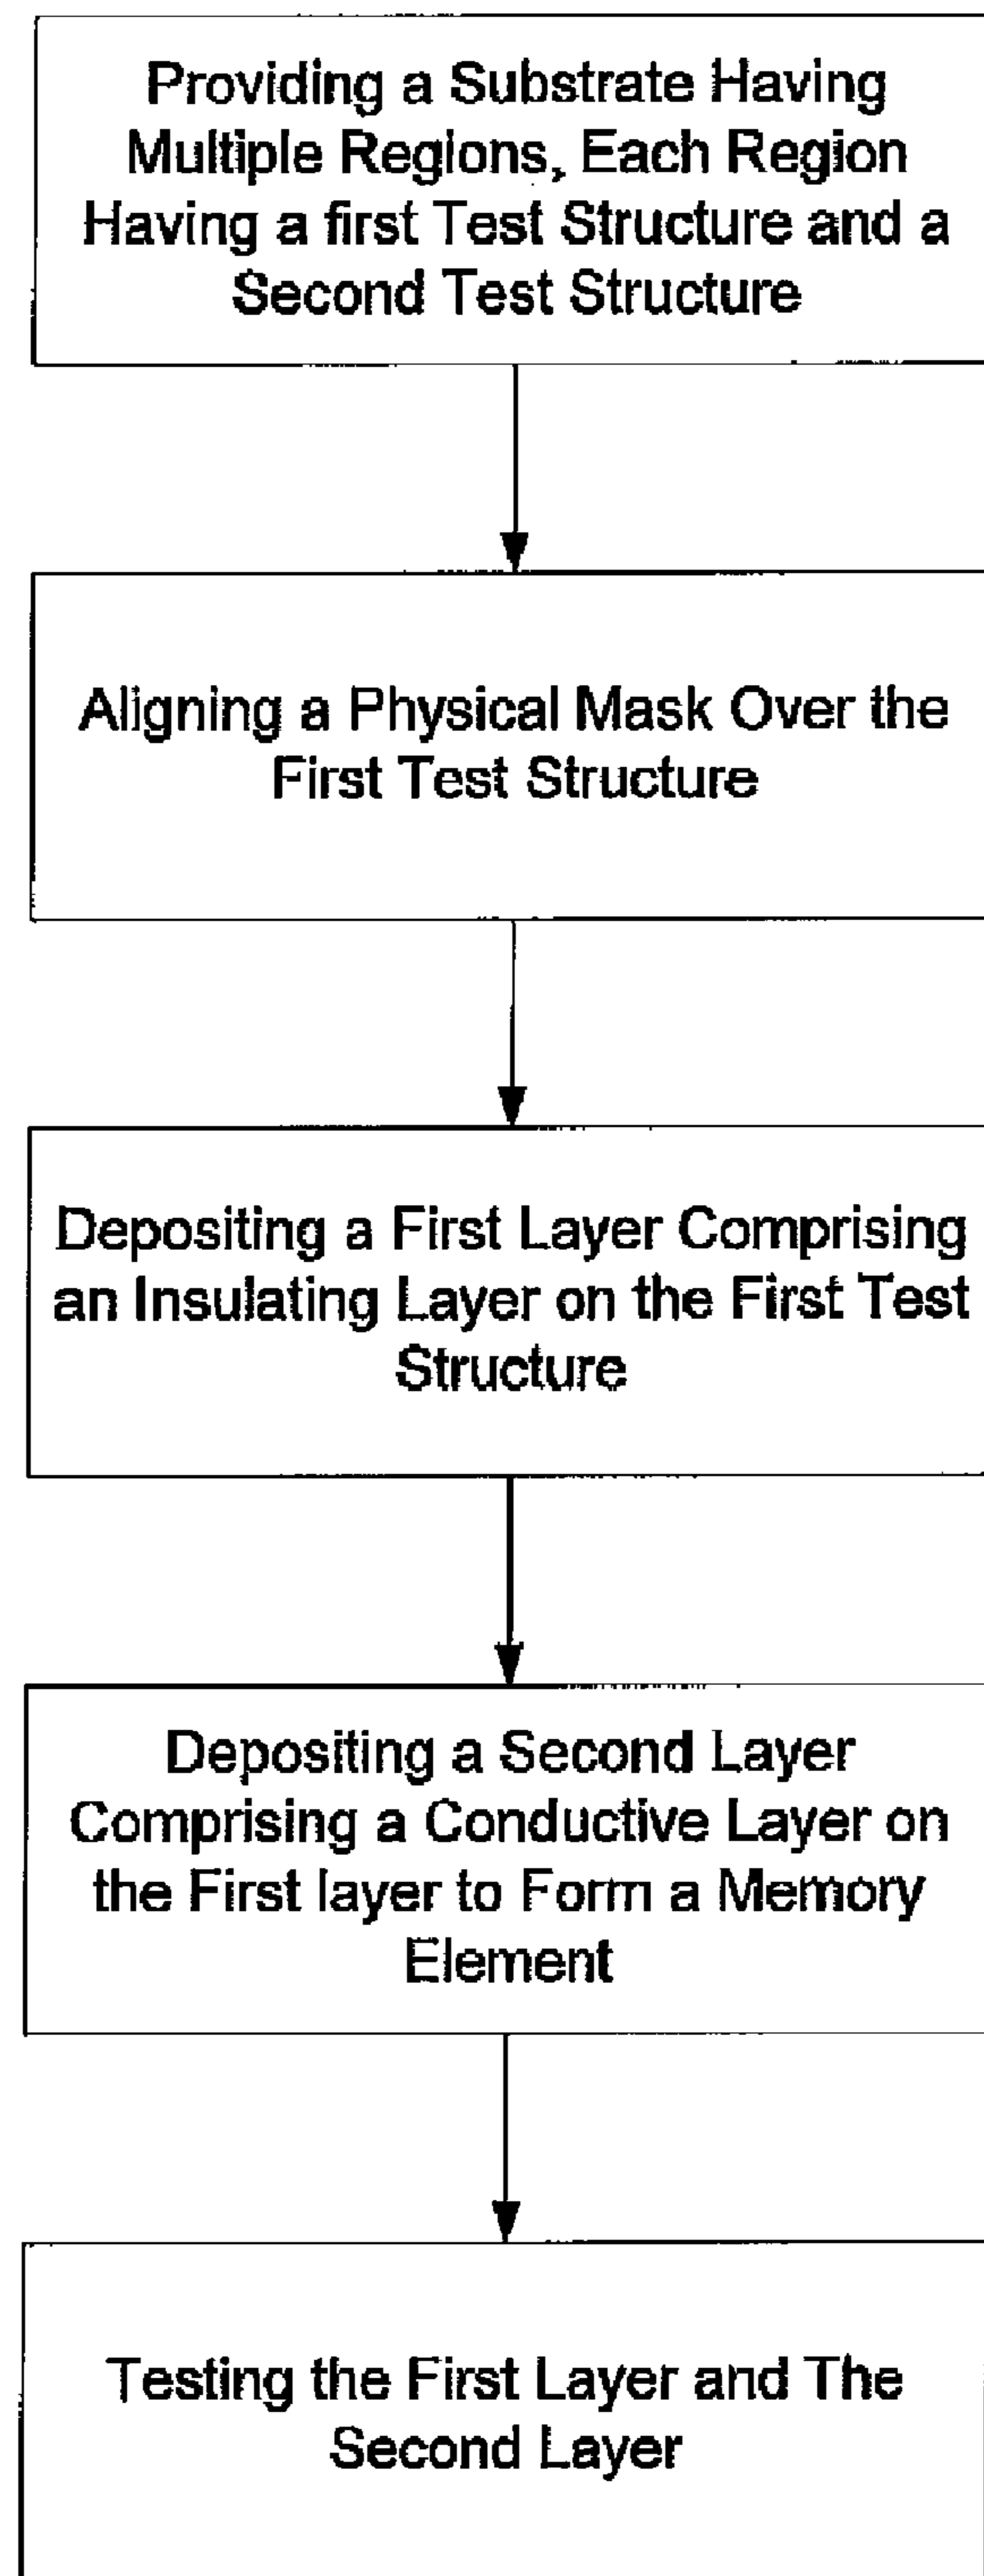 Providing a Substrate Having
Multiple Regions, Each Region
Having a first Test Structure and a
Second Test Structure
Aligning a Physical Mask Over the
First Test Structure
Depositing a First Layer Comprising
an Insulating Layer on the First Test
Structure
Depositing a Second Layer
Comprising a Conductive Layer on
the First layer to Form a Memory
Element
Testing the First Layer and The
Second Layer